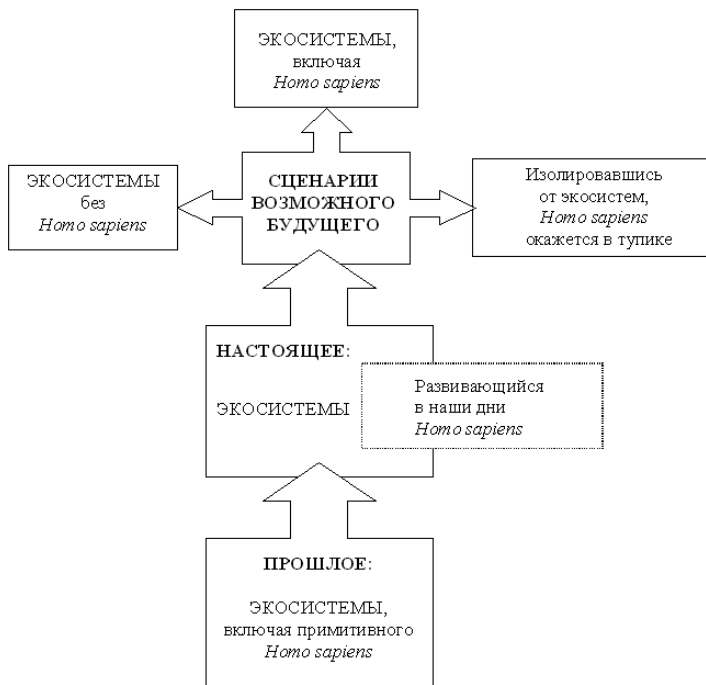 ЭКОСИСТЕМЫ,
включая
Homo sapiens
ЭКОСИСТЕМЫ
без
Homo sapiens
СЦЕНАРИИ
ВОЗМОЖНОГО
БУДУЩЕГО
Изолировавшись
от экосистем,
Homo sapiens
окажется в тупике
НАСТОЯЩЕЕ:
ЭКОСИСТЕМЫ
Развивающийся
в наши дни
Homo sapiens
ПРОШЛОЕ:
ЭКОСИСТЕМЫ,
включая примитивного
Homo sapiens